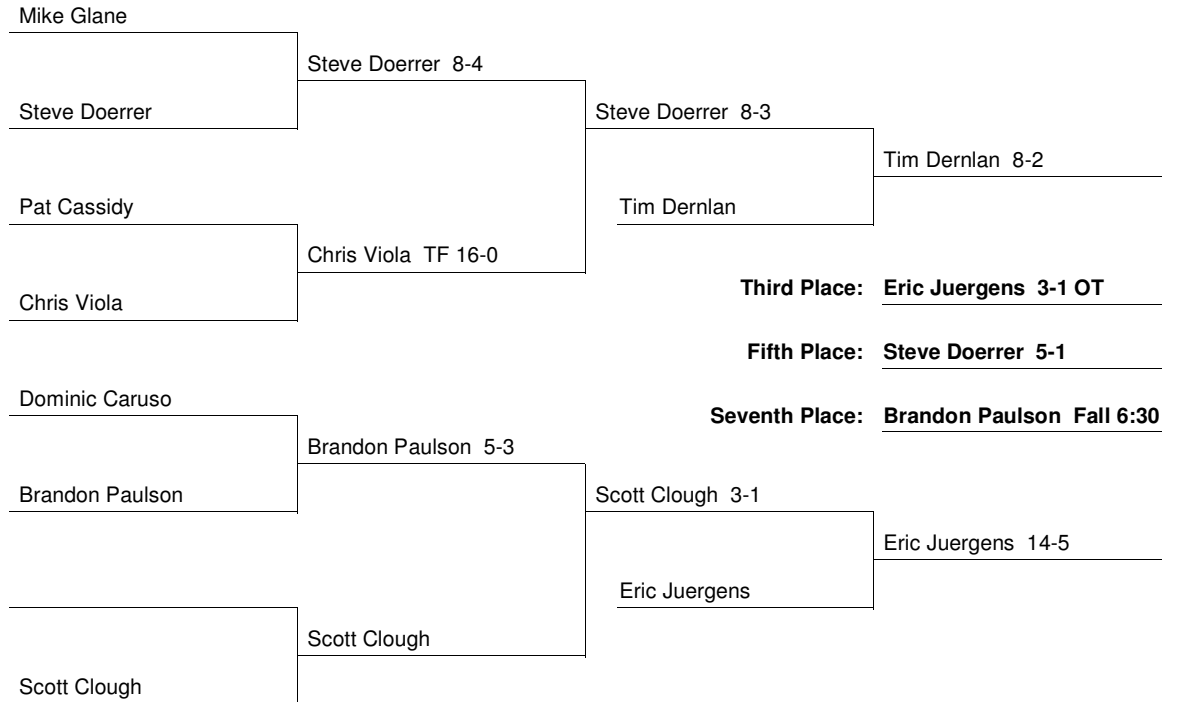 Mike Glane
Steve Doerrer 8-4
Steve Doerrer
Steve Doerrer 8-3
Tim Dernlan 8-2
Pat Cassidy
Tim Dernlan
Chris Viola TF 16-0
Third Place: Eric Juergens 3-1 OT
Chris Viola
Fifth Place: Steve Doerrer 5-1
Dominic Caruso
Seventh Place: Brandon Paulson Fall 6:30
Brandon Paulson 5-3
Brandon Paulson
Scott Clough 3-1
Eric Juergens 14-5
Eric Juergens
Scott Clough
Scott Clough